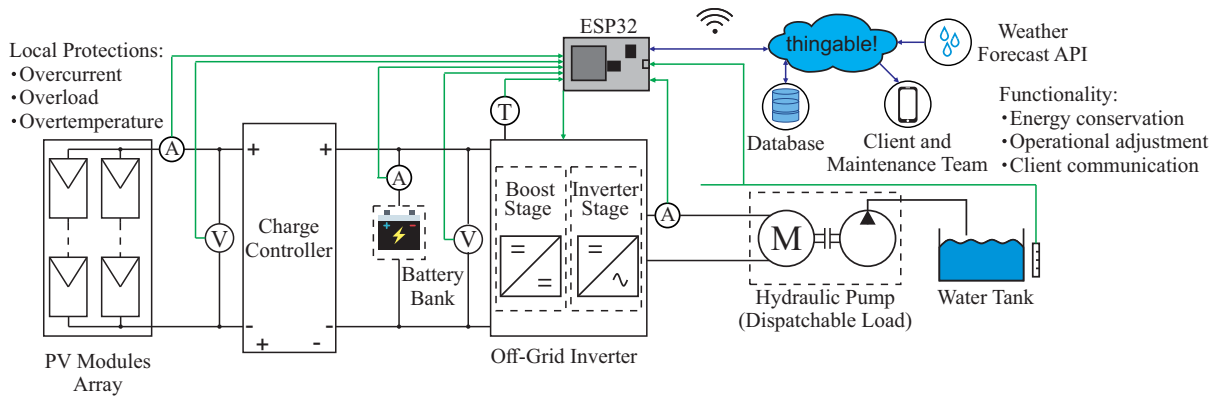 ESP32
Local Protections:
•Overcurrent
•Overload
•Overtemperature
thingable!
Weather
Forecast API
Functionality:
•Energy conservation
•Operational adjustment
•Client communication
Database
Client and
Maintenance Team
T
A
A
A
V
V
+
+
-
-
+
-
Charge
Controller
+ -
Battery
Bank
Boost
Stage
Inverter
Stage
M
PV Modules
Array
Off-Grid Inverter
Hydraulic Pump
(Dispatchable Load)
Water Tank